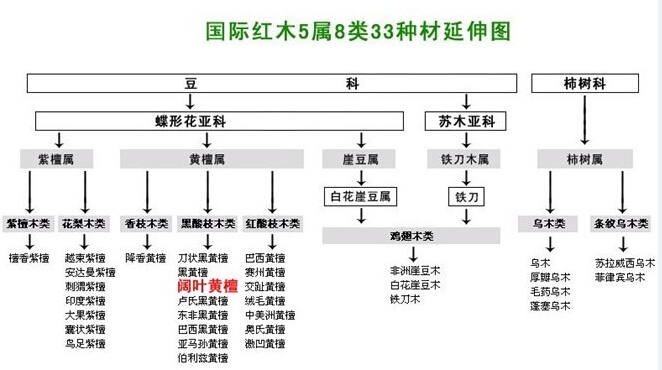 国际红木5属8类33种材延伸图
豆 科
柿树科
蝶形花亚科
苏木亚科
紫檀属
黄檀属
崖豆属
铁刀木属
柿树属
白花崖豆属
铁刀
紫檀木类
花梨木类
香枝木类
黑酸枝木类
红酸枝木类
鸡翅木类
乌木类
条纹乌木类
檀香紫檀
越柬紫檀
安达曼紫檀
刺猬紫檀
印度紫檀
大果紫檀
囊状紫檀
鸟足紫檀
降香黄檀
刀状黑黄檀
黑黄檀
阔叶黄檀
卢氏黑黄檀
东非黑黄檀
巴西黑黄檀
亚马孙黄檀
伯利兹黄檀
巴西黄檀
赛州黄檀
交趾黄檀
绒毛黄檀
中美洲黄檀
奥氏黄檀
微凹黄檀
非洲崖豆木
白花崖豆木
铁刀木
乌木
厚瓣乌木
毛药乌木
蓬塞乌木
苏拉威西乌木
菲律宾乌木